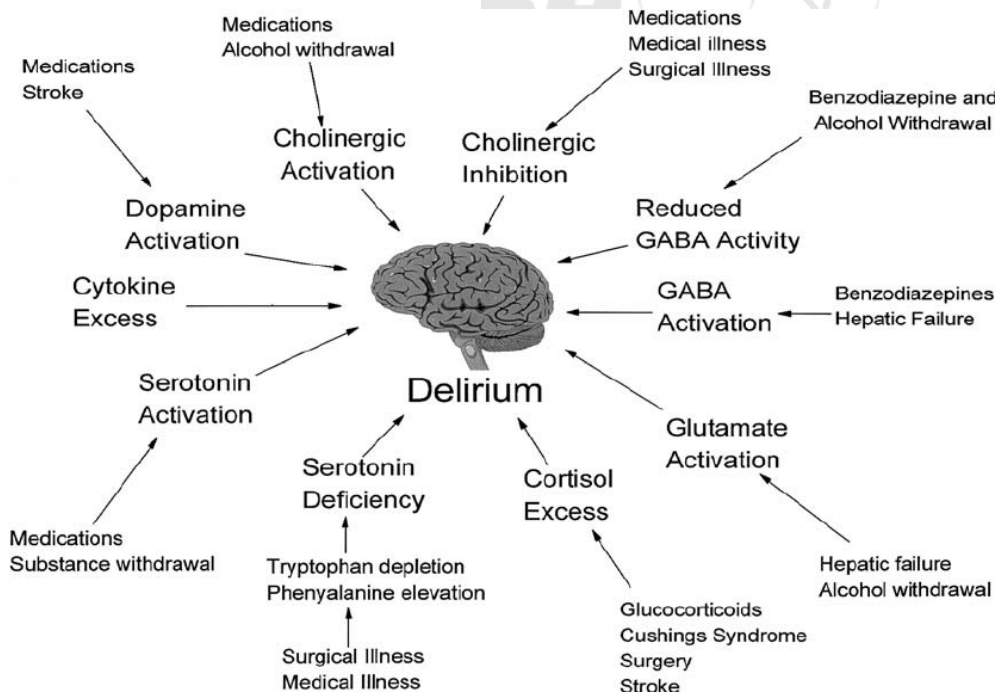 Medications
Alcohol withdrawal
Medications
Medical illness
Surgical Illness
Medications
Stroke
Benzodiazepine and
Alcohol Withdrawal
Cholinergic
Activation
Cholinergic
Inhibition
Dopamine
Activation
Reduced
GABA Activity
Cytokine
Excess
GABA
Activation
Benzodiazepines
Hepatic Failure
Serotonin
Activation
Delirium
Glutamate
Activation
Serotonin
Deficiency
Cortisol
Excess
Medications
Substance withdrawal
Tryptophan depletion
Phenyalanine elevation
Hepatic failure
Alcohol withdrawal
Glucocorticoids
Cushings Syndrome
Surgery
Stroke
Surgical Illness
Medical Illness